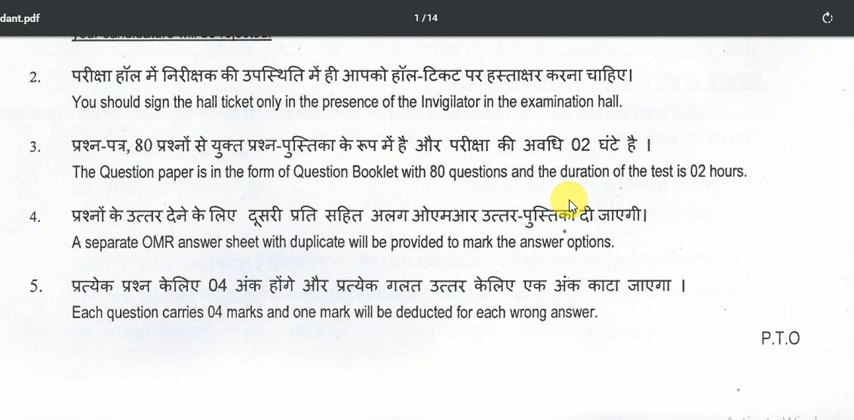 dant.pdf
1 / 14
your candidature will be rejected.
2. परीक्षा हॉल में निरीक्षक की उपस्थिति में ही आपको हॉल-टिकट पर हस्ताक्षर करना चाहिए।
You should sign the hall ticket only in the presence of the Invigilator in the examination hall.
3. प्रश्न-पत्र, 80 प्रश्नों से युक्त प्रश्न-पुस्तिका के रूप में है और परीक्षा की अवधि 02 घंटे है ।
The Question paper is in the form of Question Booklet with 80 questions and the duration of the test is 02 hours.
4. प्रश्नों के उत्तर देने के लिए दूसरी प्रति सहित अलग ओएमआर उत्तर-पुस्तिका दी जाएगी।
A separate OMR answer sheet with duplicate will be provided to mark the answer options.
5. प्रत्येक प्रश्न केलिए 04 अंक होंगे और प्रत्येक गलत उत्तर केलिए एक अंक काटा जाएगा ।
Each question carries 04 marks and one mark will be deducted for each wrong answer.
P.T.O